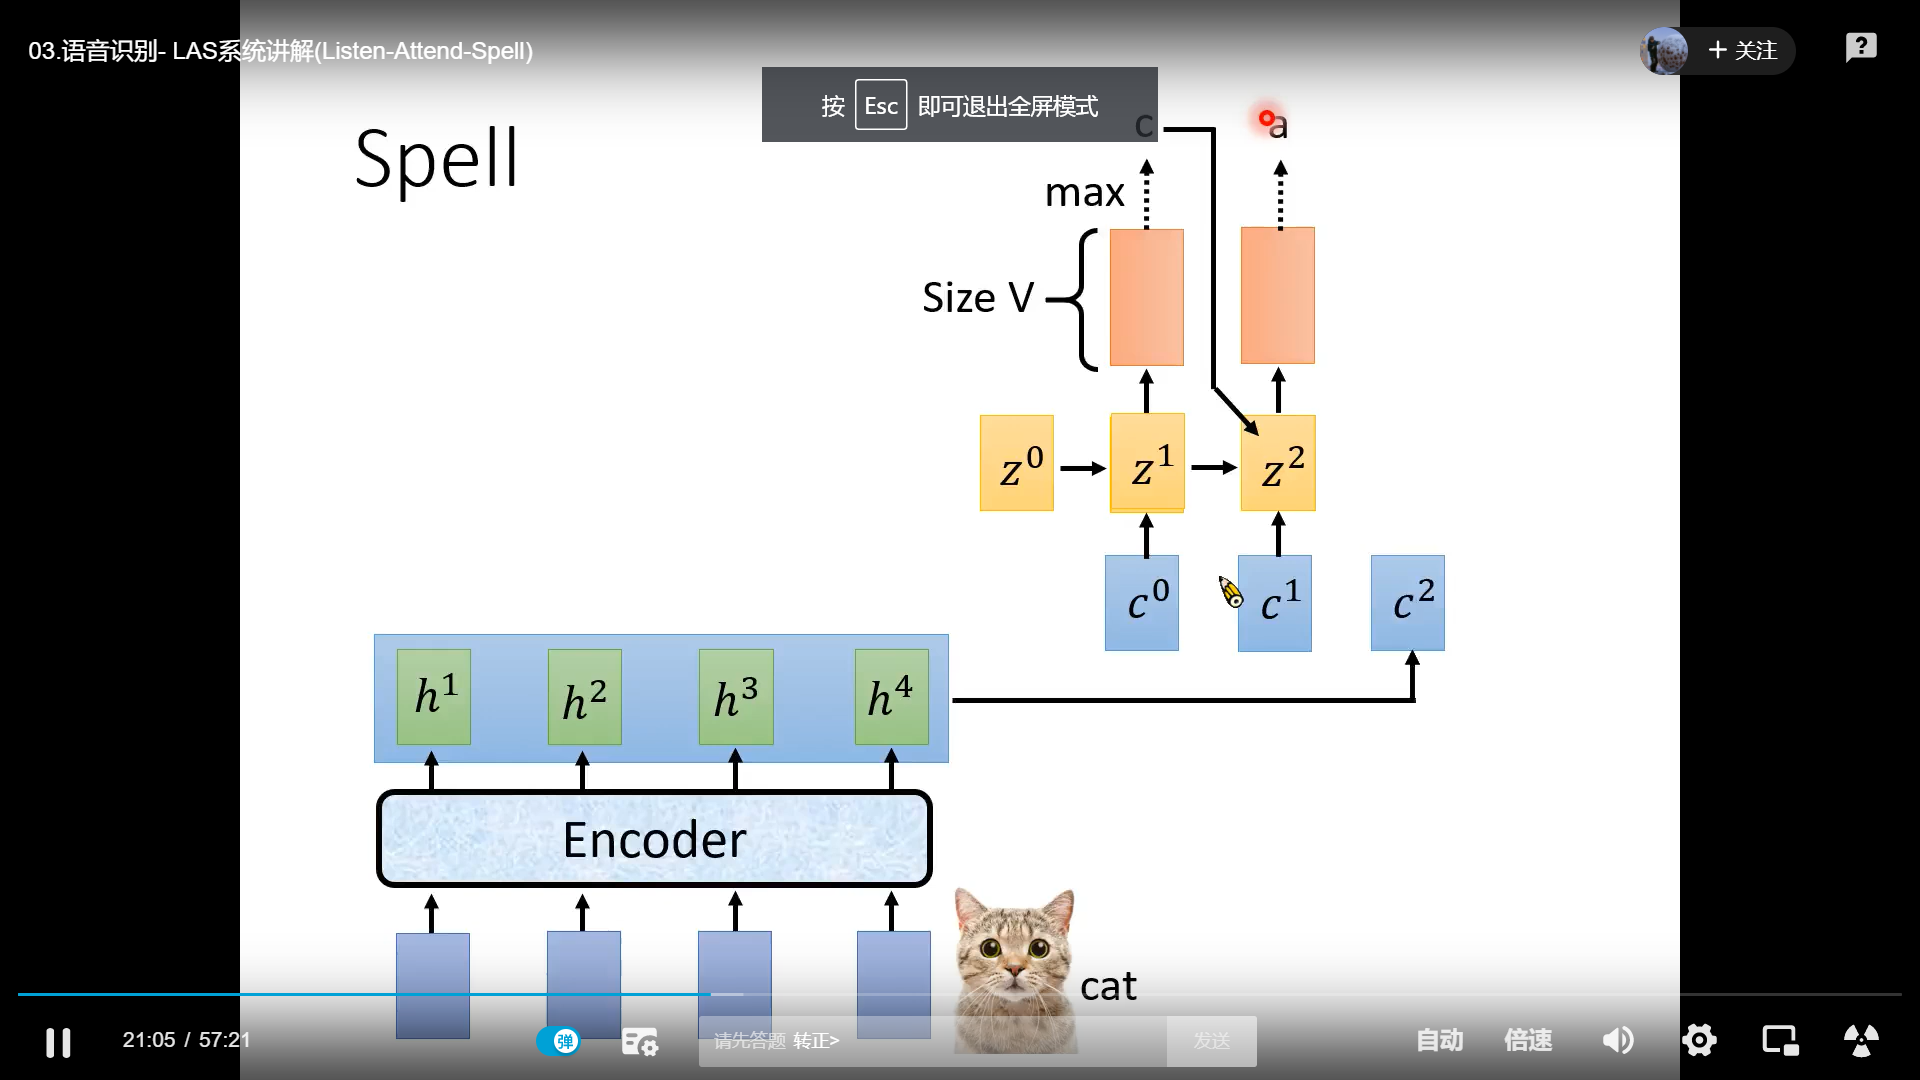 03.语音识别- LAS系统讲解(Listen-Attend-Spell)
+ 关注
?
按 Esc 即可退出全屏模式
Spell
c
a
max
Size V
z⁰
z¹
z²
c⁰
c¹
c²
h¹
h²
h³
h⁴
Encoder
cat
21:05 / 57:21
弹
请先答题 转正>
发送
自动
倍速